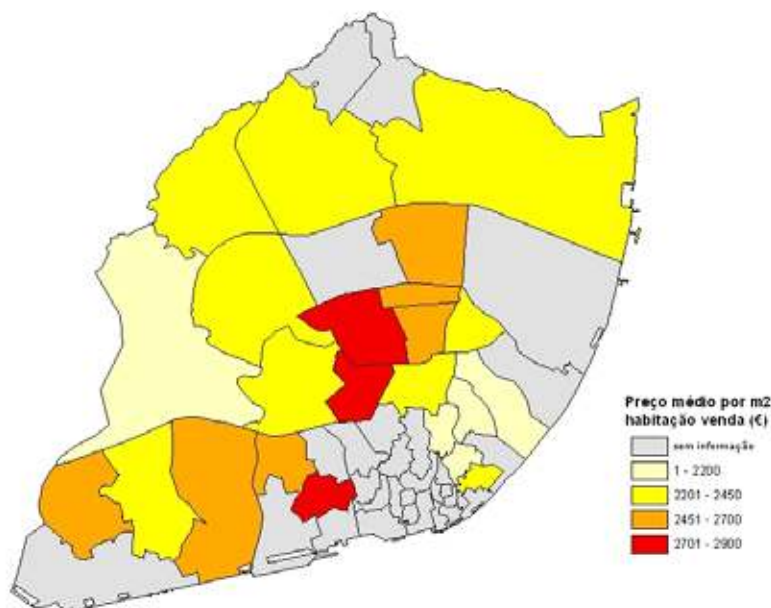 Preço médio por m2
habitação venda (€)
sem informação
1 - 2200
2201 - 2450
2451 - 2700
2701 - 2900